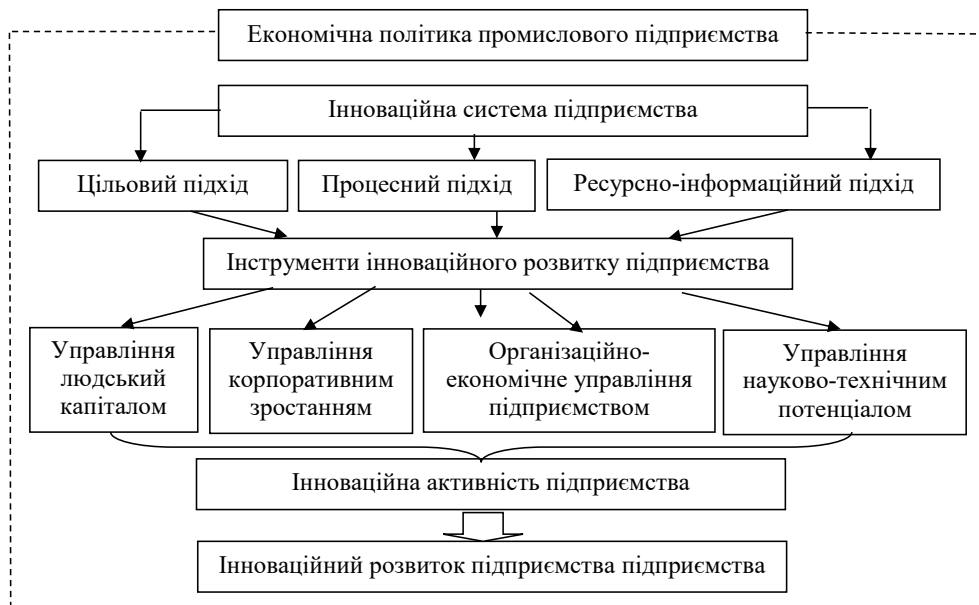 Економічна політика промислового підприємства
Інноваційна система підприємства
Цільовий підхід
Процесний підхід
Ресурсно-інформаційний підхід
Інструменти інноваційного розвитку підприємства
Управління
людський
капіталом
Управління
корпоративним
зростанням
Організаційно-
економічне управління
підприємством
Управління
науково-технічним
потенціалом
Інноваційна активність підприємства
Інноваційний розвиток підприємства підприємства